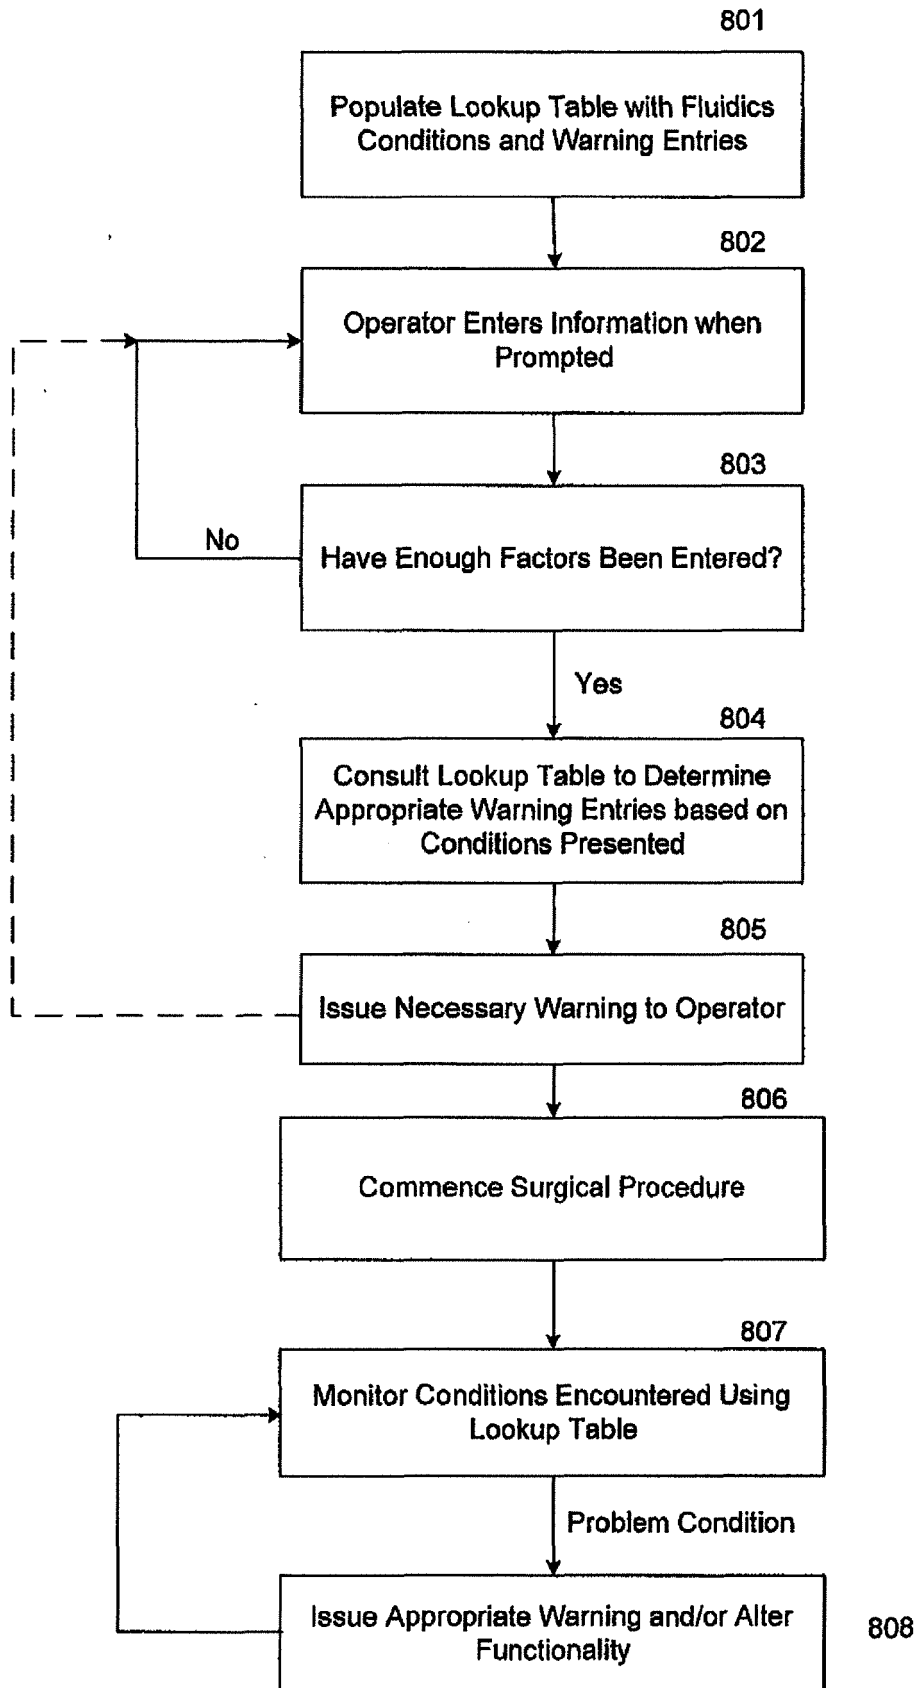 801
Populate Lookup Table with Fluidics
Conditions and Warning Entries
802
Operator Enters Information when
Prompted
803
No
Have Enough Factors Been Entered?
Yes
804
Consult Lookup Table to Determine
Appropriate Warning Entries based on
Conditions Presented
805
Issue Necessary Warning to Operator
806
Commence Surgical Procedure
807
Monitor Conditions Encountered Using
Lookup Table
Problem Condition
Issue Appropriate Warning and/or Alter
Functionality
808